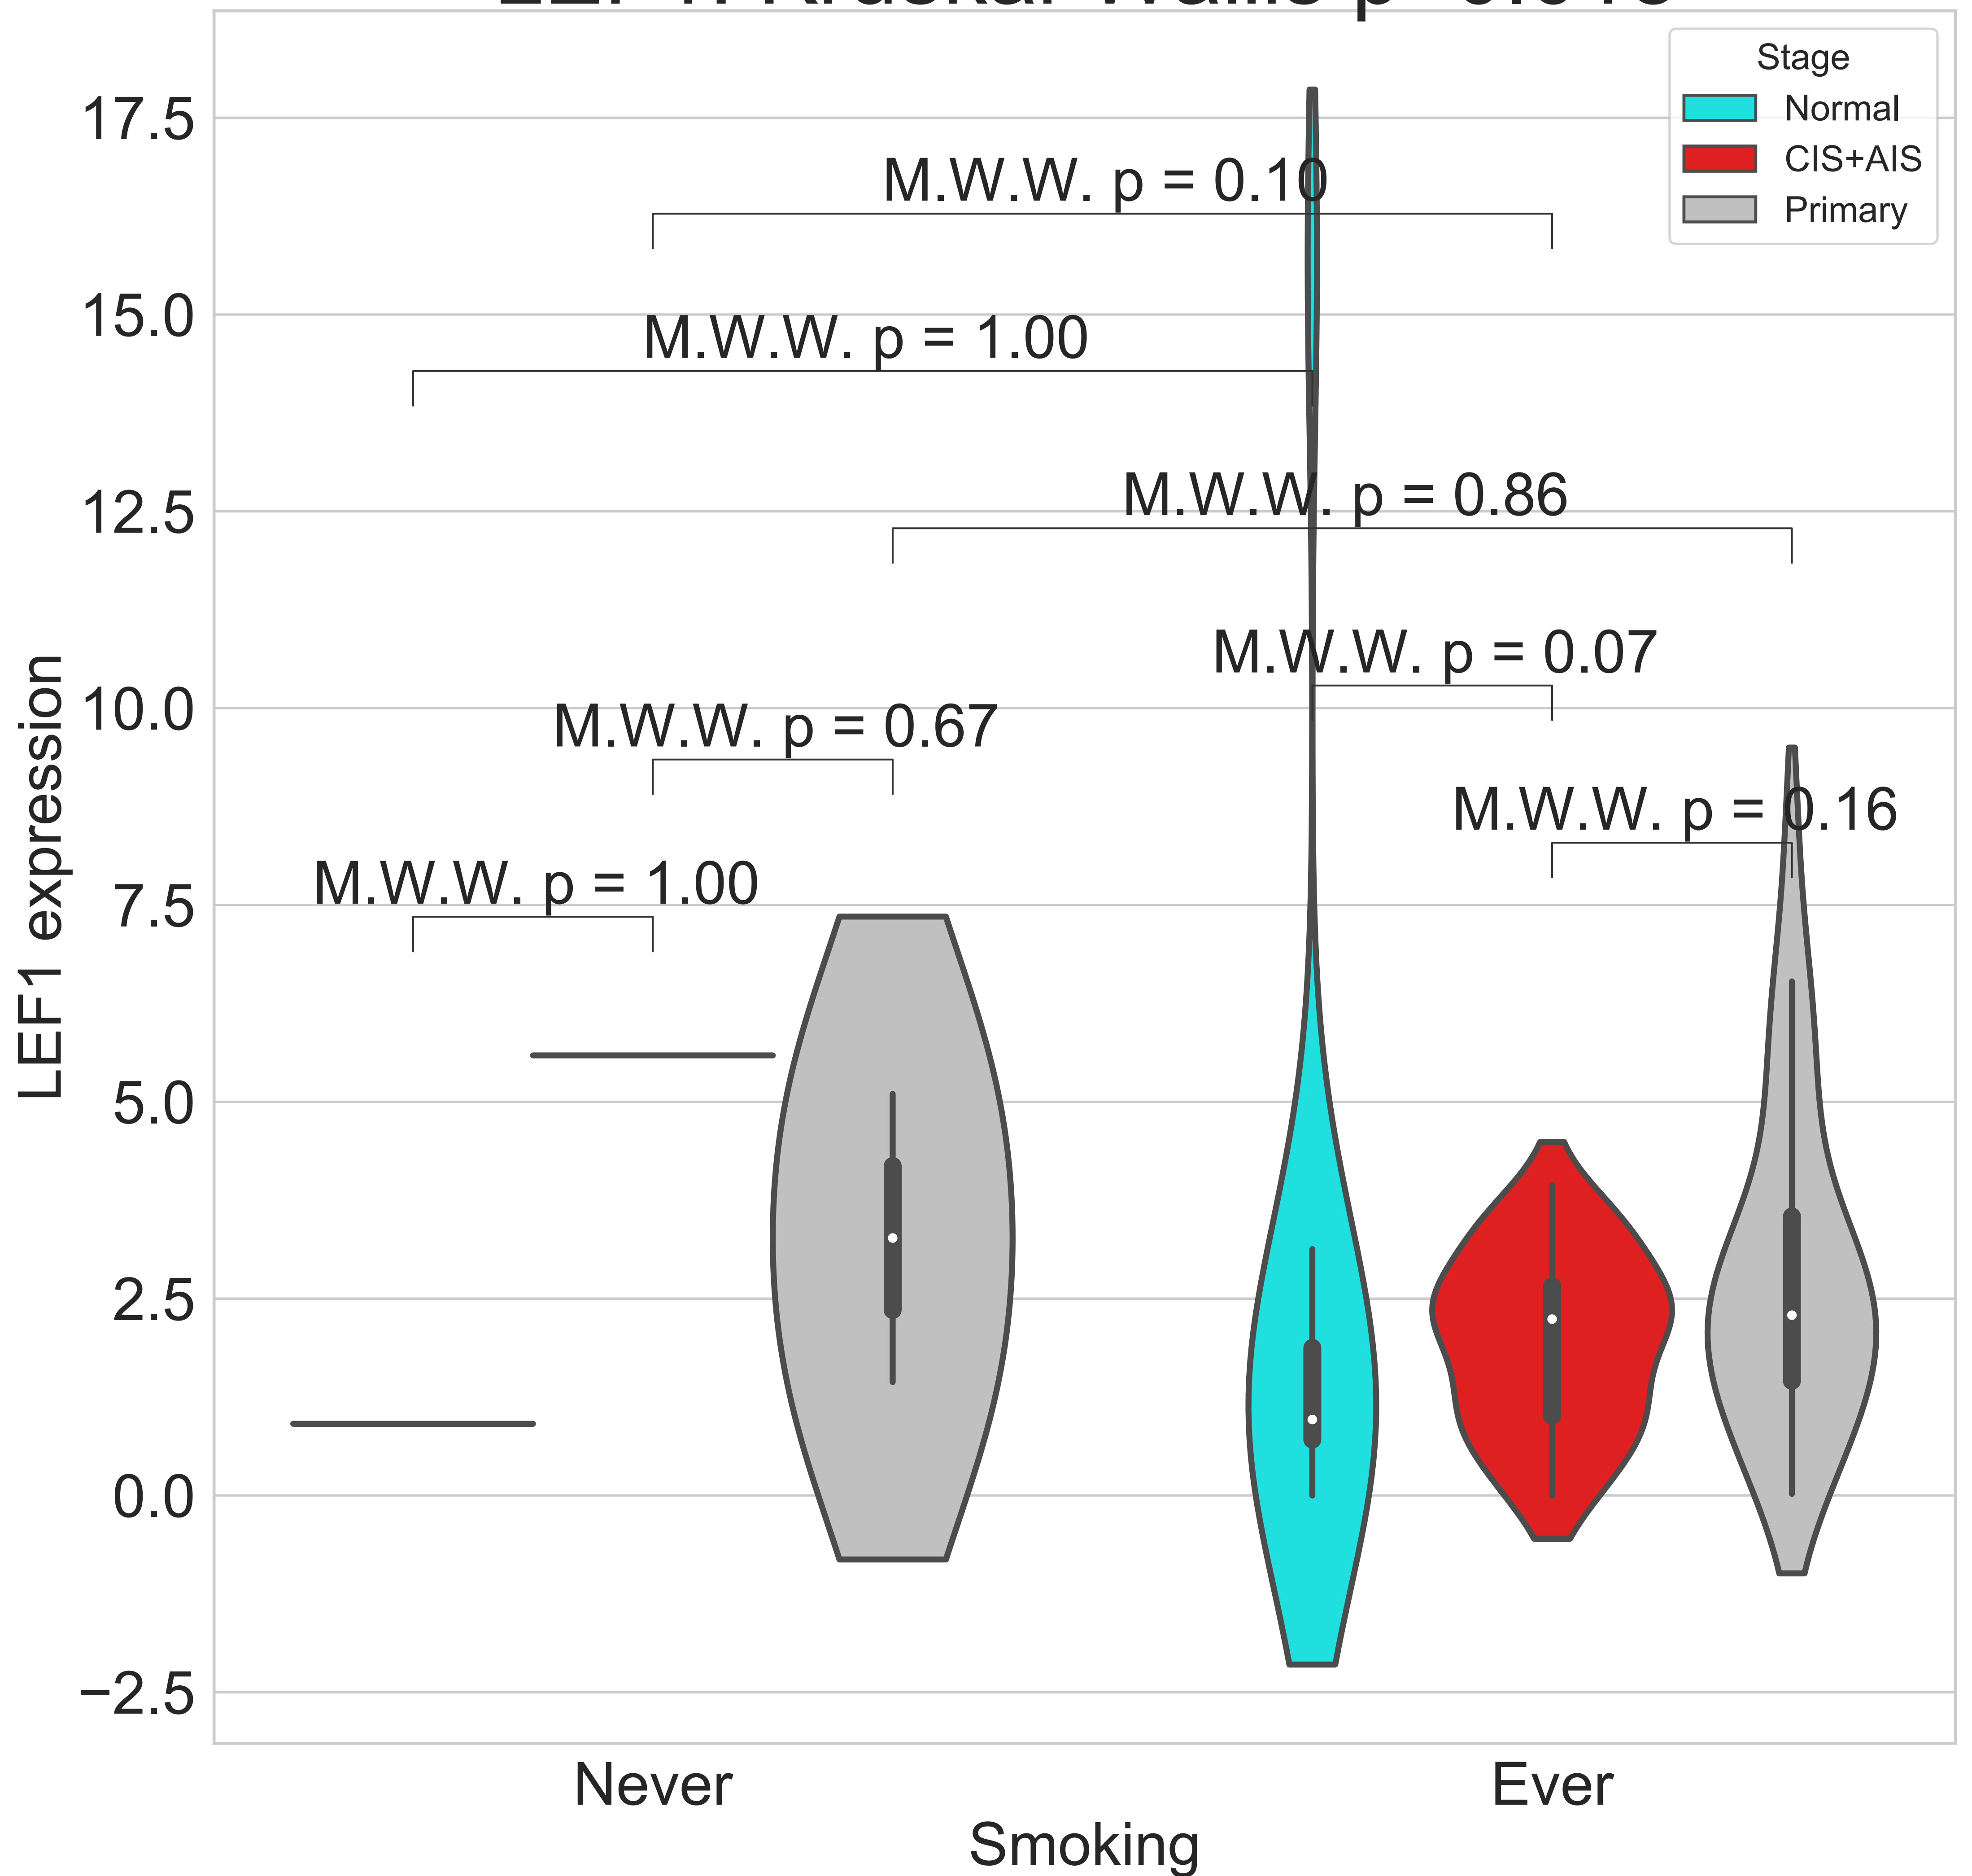 Stage
Normal
CIS+AIS
Primary
17.5
15.0
12.5
10.0
7.5
5.0
2.5
0.0
−2.5
LEF1 expression
M.W.W. p = 0.10
M.W.W. p = 1.00
M.W.W. p = 0.86
M.W.W. p = 0.07
M.W.W. p = 0.67
M.W.W. p = 0.16
M.W.W. p = 1.00
Never
Ever
Smoking